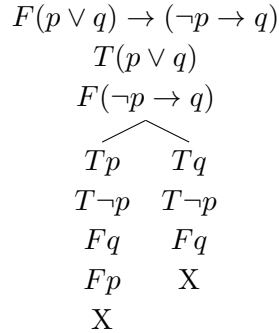 F(p ∨ q) → (¬p → q)
T(p ∨ q)
F(¬p → q)
Tp Tq
T¬p T¬p
Fq Fq
Fp X
X